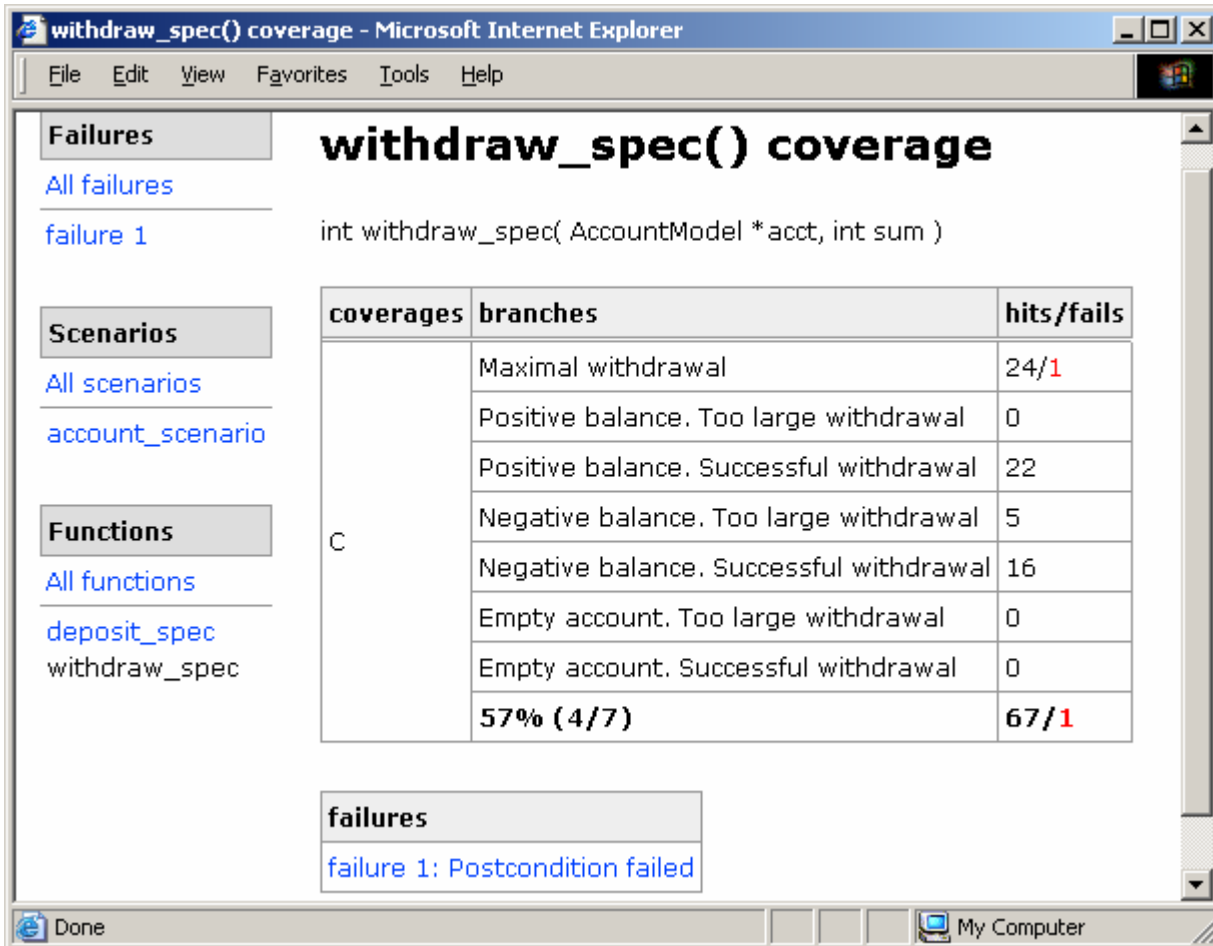 withdraw_spec() coverage - Microsoft Internet Explorer
File Edit View Favorites Tools Help
Failures
All failures
failure 1
Scenarios
All scenarios
account_scenario
Functions
All functions
deposit_spec
withdraw_spec
withdraw_spec() coverage
int withdraw_spec( AccountModel *acct, int sum )
coverages branches hits/fails
C
Maximal withdrawal 24/1
Positive balance. Too large withdrawal 0
Positive balance. Successful withdrawal 22
Negative balance. Too large withdrawal 5
Negative balance. Successful withdrawal 16
Empty account. Too large withdrawal 0
Empty account. Successful withdrawal 0
57% (4/7) 67/1
failures
failure 1: Postcondition failed
Done My Computer